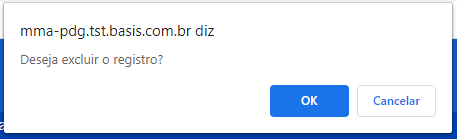 mma-pdg.tst.basis.com.br diz
Deseja excluir o registro?
OK Cancelar